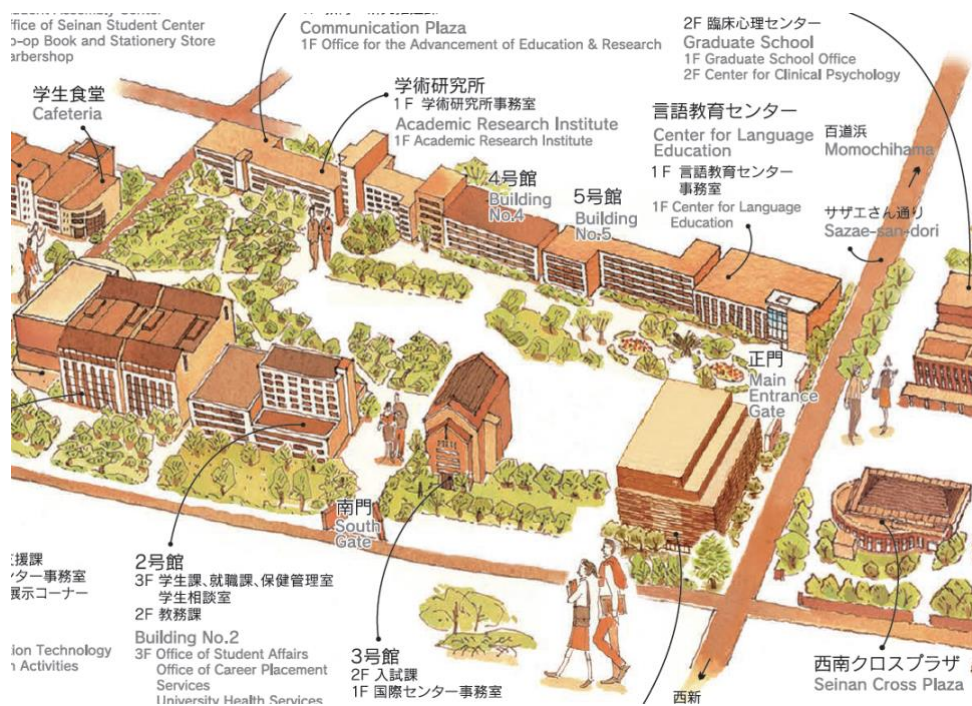 ffice of Seinan Student Center
o-op Book and Stationery Store
arbershop
学生食堂
Cafeteria
Communication Plaza
1F Office for the Advancement of Education & Research
学術研究所
1F 学術研究所事務室
Academic Research Institute
1F Academic Research Institute
2F 臨床心理センター
Graduate School
1F Graduate School Office
2F Center for Clinical Psychology
4号館
Building
No.4
5号館
Building
No.5
言語教育センター
Center for Language
Education
1F 言語教育センター
事務室
1F Center for Language
Education
百道浜
Momochihama
サザエさん通り
Sazae-san-dori
正門
Main
Entrance
Gate
南門
South
Gate
援課
ンター事務室
展示コーナー
ion Technology
n Activities
2号館
3F 学生課、就職課、保健管理室
学生相談室
2F 教務課
Building No.2
3F Office of Student Affairs
Office of Career Placement
Services
University Health Services
3号館
2F 入試課
1F 国際センター事務室
西新
西南クロスプラザ
Seinan Cross Plaza